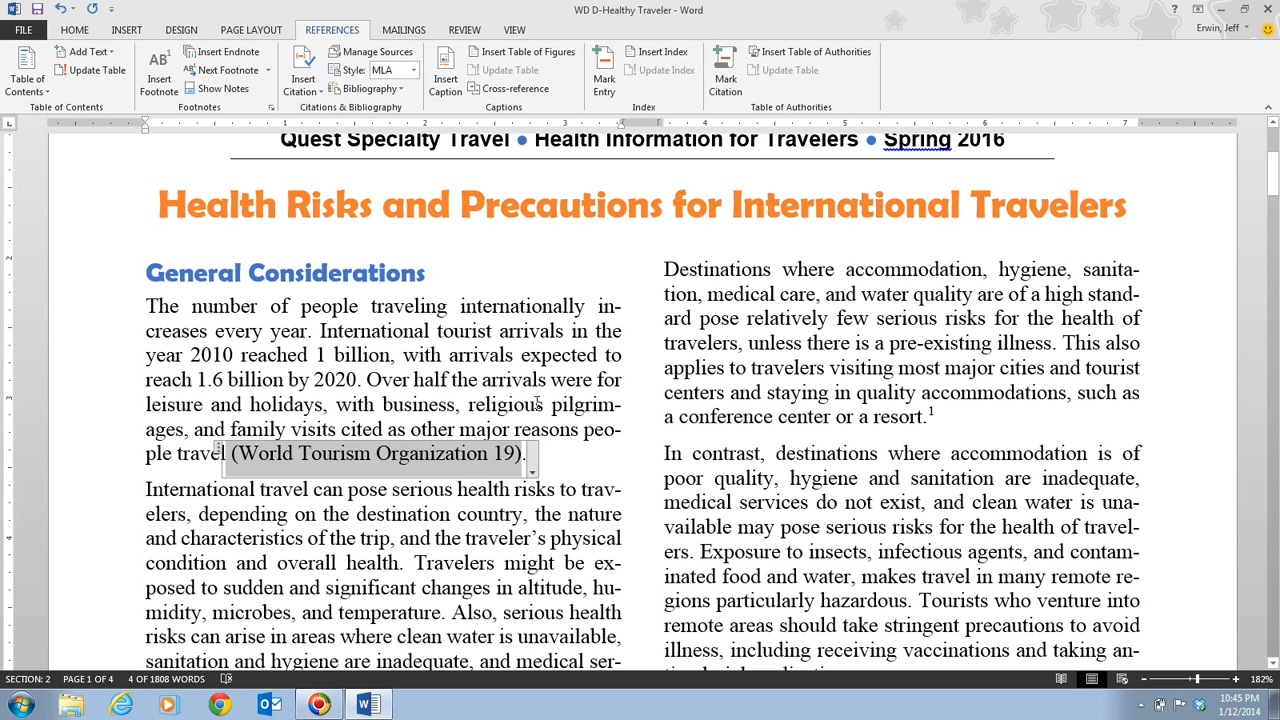 WD D-Healthy Traveler - Word
FILE HOME INSERT DESIGN PAGE LAYOUT REFERENCES MAILINGS REVIEW VIEW Erwin, Jeff
Table of Contents
Add Text
Update Table
Table of Contents
AB1
Insert Footnote
Insert Endnote
Next Footnote
Show Notes
Footnotes
Insert Citation
Manage Sources
Style: MLA
Bibliography
Citations & Bibliography
Insert Caption
Insert Table of Figures
Update Table
Cross-reference
Captions
Mark Entry
Insert Index
Update Index
Index
Mark Citation
Insert Table of Authorities
Update Table
Table of Authorities
1 2 3 4 5 6 7
Quest Specialty Travel ● Health Information for Travelers ● Spring 2016
Health Risks and Precautions for International Travelers
General Considerations
The number of people traveling internationally in-
creases every year. International tourist arrivals in the
year 2010 reached 1 billion, with arrivals expected to
reach 1.6 billion by 2020. Over half the arrivals were for
leisure and holidays, with business, religious pilgrim-
ages, and family visits cited as other major reasons peo-
ple travel (World Tourism Organization 19).
International travel can pose serious health risks to trav-
elers, depending on the destination country, the nature
and characteristics of the trip, and the traveler's physical
condition and overall health. Travelers might be ex-
posed to sudden and significant changes in altitude, hu-
midity, microbes, and temperature. Also, serious health
risks can arise in areas where clean water is unavailable,
sanitation and hygiene are inadequate, and medical ser-
Destinations where accommodation, hygiene, sanita-
tion, medical care, and water quality are of a high stand-
ard pose relatively few serious risks for the health of
travelers, unless there is a pre-existing illness. This also
applies to travelers visiting most major cities and tourist
centers and staying in quality accommodations, such as
a conference center or a resort.1
In contrast, destinations where accommodation is of
poor quality, hygiene and sanitation are inadequate,
medical services do not exist, and clean water is una-
vailable may pose serious risks for the health of travel-
ers. Exposure to insects, infectious agents, and contam-
inated food and water, makes travel in many remote re-
gions particularly hazardous. Tourists who venture into
remote areas should take stringent precautions to avoid
illness, including receiving vaccinations and taking an-
SECTION: 2 PAGE 1 OF 4 4 OF 1808 WORDS 182%
10:45 PM
1/12/2014